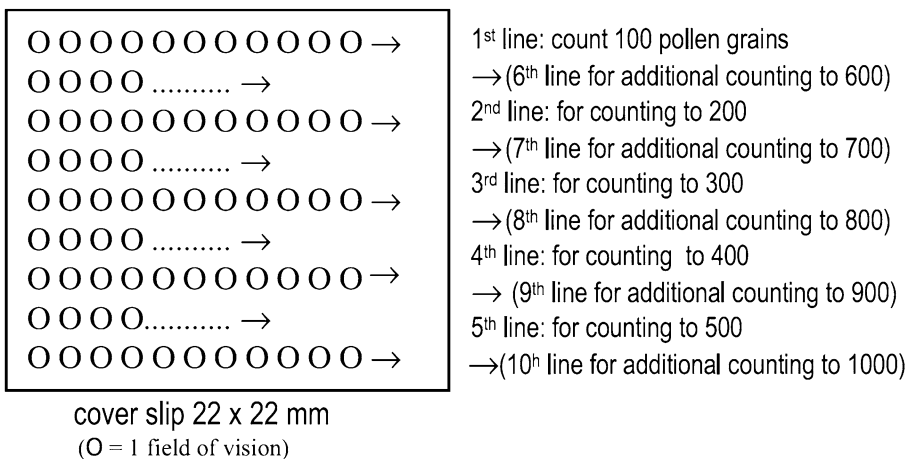 O O O O O O O O O O O → 1st line: count 100 pollen grains
O O O O .......... → →(6th line for additional counting to 600)
O O O O O O O O O O O → 2nd line: for counting to 200
O O O O .......... → →(7th line for additional counting to 700)
O O O O O O O O O O O → 3rd line: for counting to 300
O O O O .......... → →(8th line for additional counting to 800)
O O O O O O O O O O O → 4th line: for counting to 400
O O O O.......... → → (9th line for additional counting to 900)
O O O O O O O O O O O → 5th line: for counting to 500
→(10h line for additional counting to 1000)
cover slip 22 x 22 mm
(O = 1 field of vision)